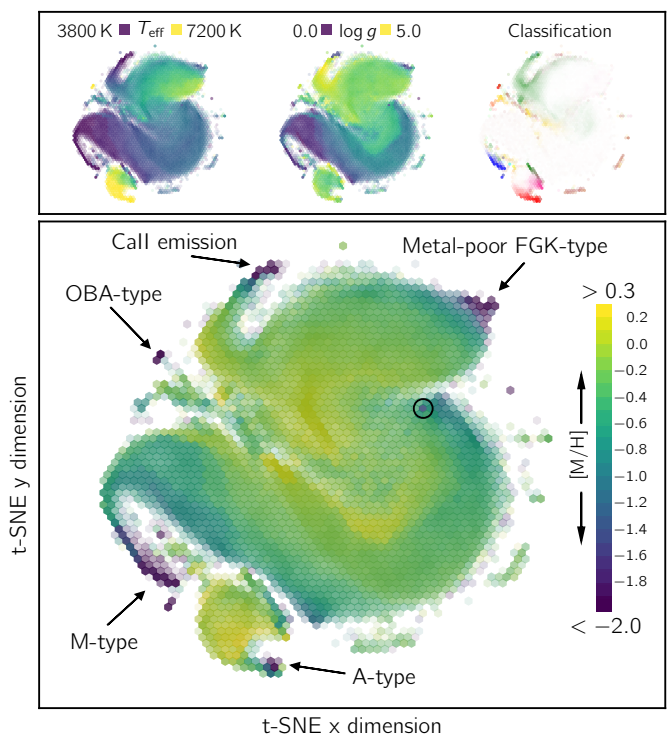 3800 K T_eff 7200 K
0.0 log g 5.0
Classification
CaII emission
Metal-poor FGK-type
OBA-type
> 0.3
0.2
0.0
−0.2
−0.4
−0.6
−0.8
−1.0
−1.2
−1.4
−1.6
−1.8
< −2.0
[M/H]
t-SNE y dimension
M-type
A-type
t-SNE x dimension